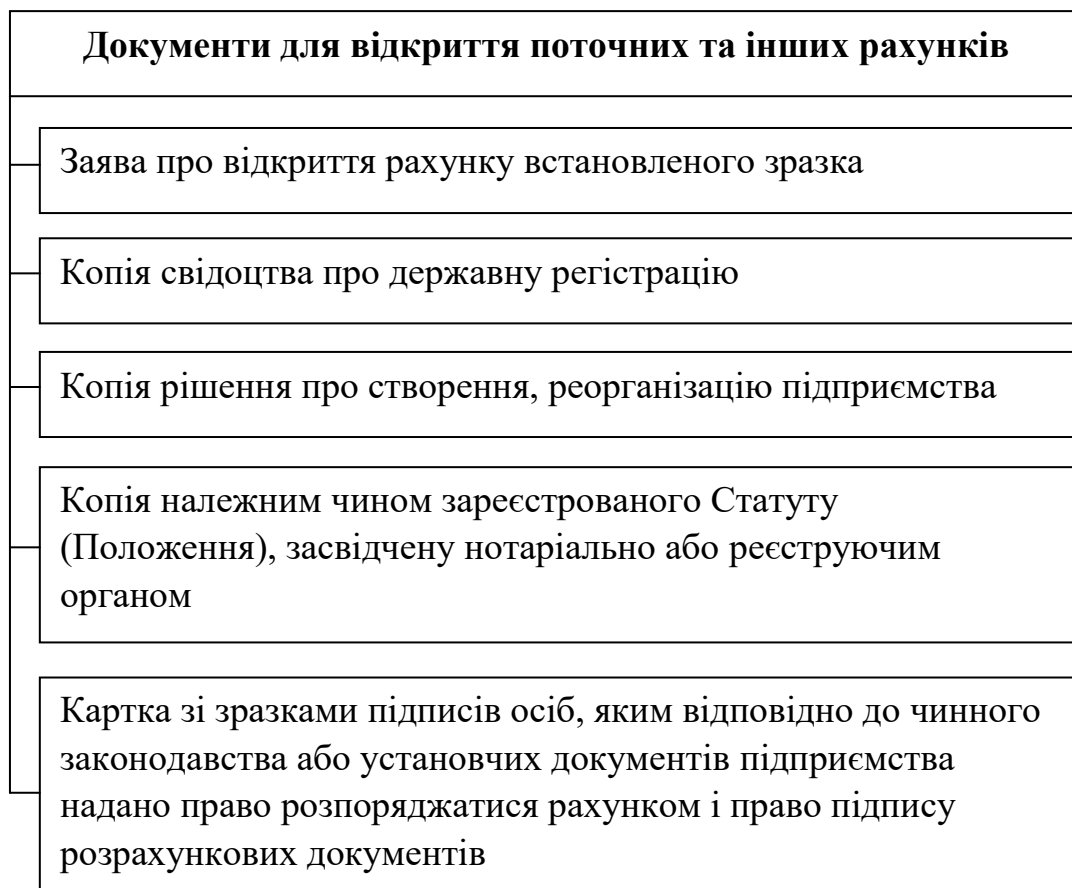 Документи для відкриття поточних та інших рахунків
Заява про відкриття рахунку встановленого зразка
Копія свідоцтва про державну регістрацію
Копія рішення про створення, реорганізацію підприємства
Копія належним чином зареєстрованого Статуту
(Положення), засвідчену нотаріально або реєструючим
органом
Картка зі зразками підписів осіб, яким відповідно до чинного
законодавства або установчих документів підприємства
надано право розпоряджатися рахунком і право підпису
розрахункових документів